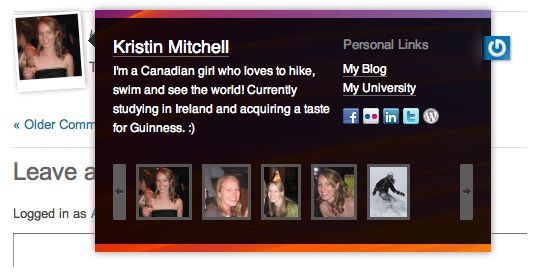 Kristin Mitchell
I'm a Canadian girl who loves to hike,
swim and see the world! Currently
studying in Ireland and acquiring a taste
for Guinness. :)
Personal Links
My Blog
My University
« Older Comm
Leave a
Logged in as